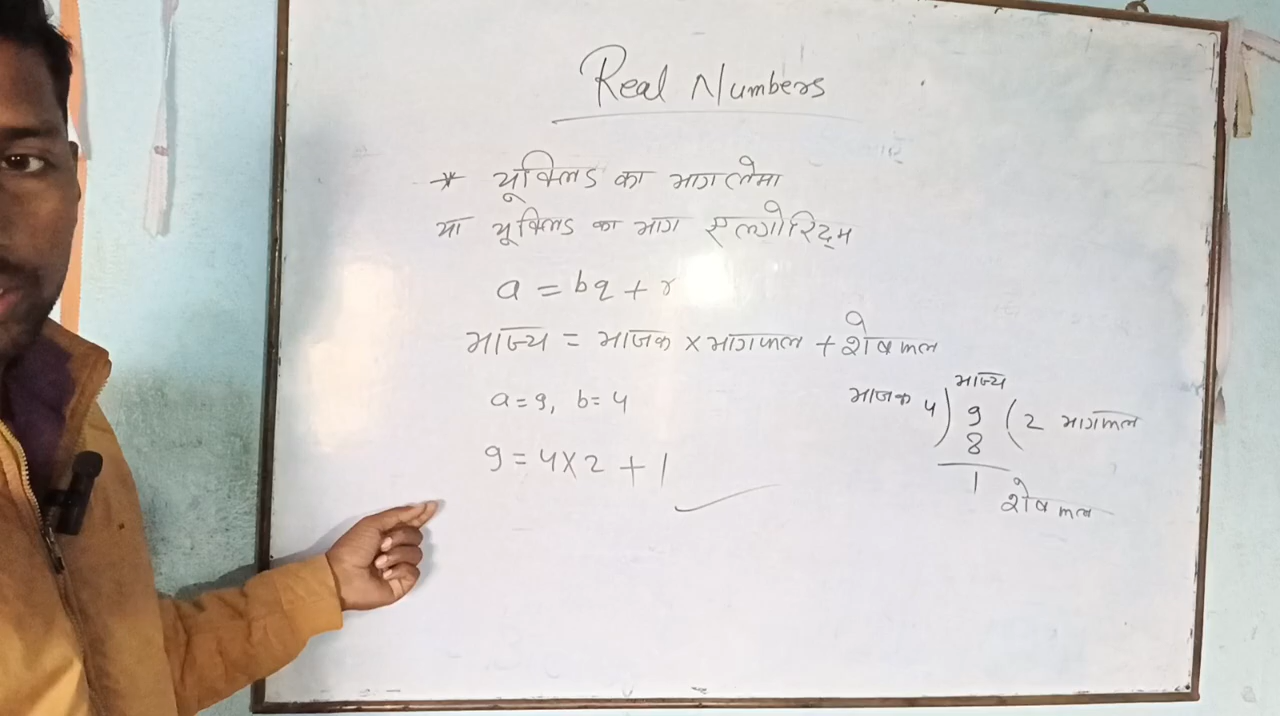 Real Numbers
* यूक्लिड का भाग लेमा
या यूक्लिड का भाग एल्गोरिदम
a = bq + r
भाज्य = भाजक × भागफल + शेषफल
a = 9, b = 4
9 = 4 × 2 + 1
भाज्य
भाजक 4 ) 9 ( 2 भागफल
8
1
शेषफल